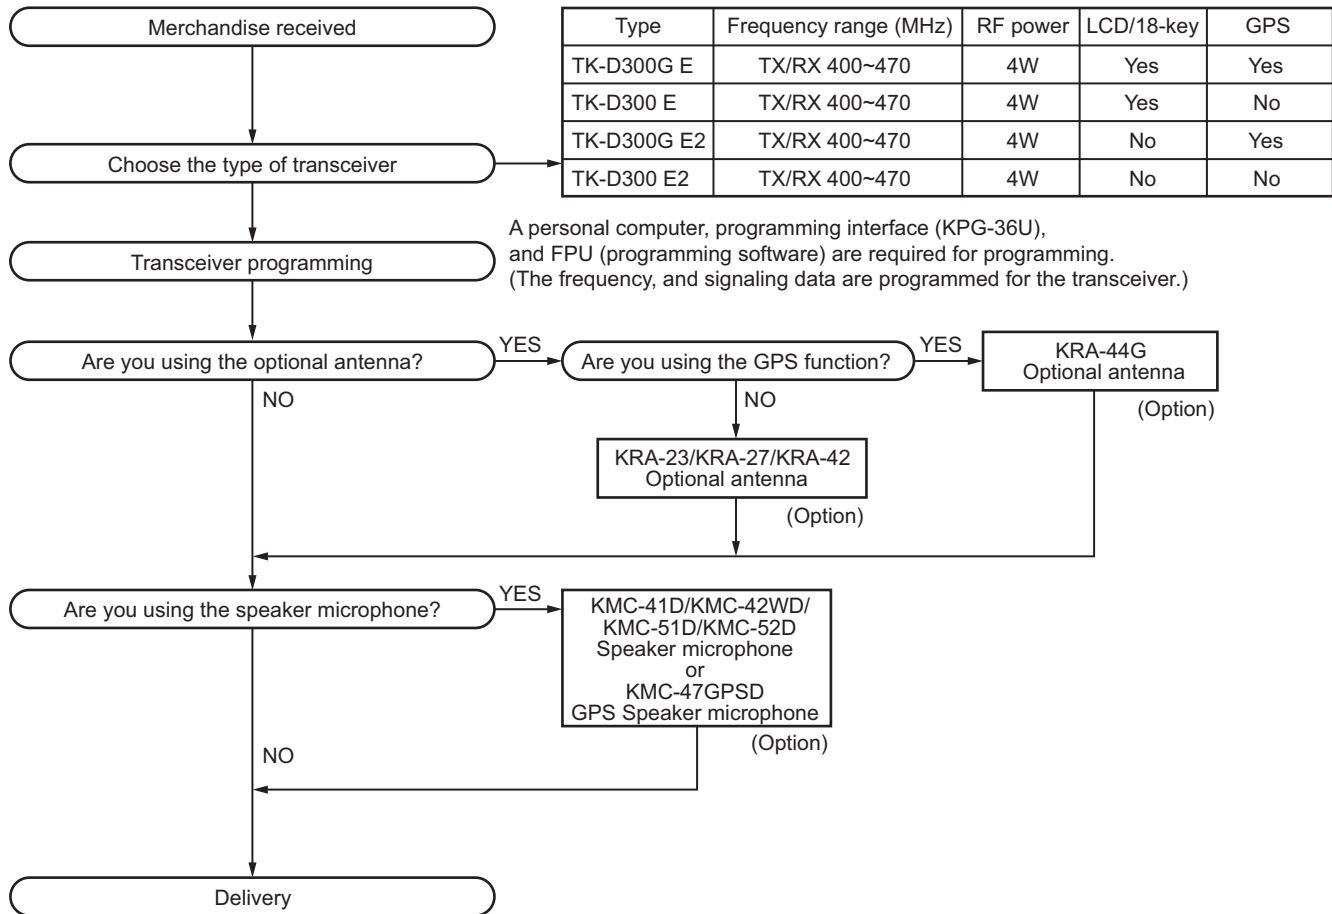 Merchandise received
Type Frequency range (MHz) RF power LCD/18-key GPS
TK-D300G E TX/RX 400~470 4W Yes Yes
TK-D300 E TX/RX 400~470 4W Yes No
TK-D300G E2 TX/RX 400~470 4W No Yes
TK-D300 E2 TX/RX 400~470 4W No No
Choose the type of transceiver
Transceiver programming
A personal computer, programming interface (KPG-36U),
and FPU (programming software) are required for programming.
(The frequency, and signaling data are programmed for the transceiver.)
Are you using the optional antenna?
YES
NO
Are you using the GPS function?
YES
NO
KRA-44G
Optional antenna
(Option)
KRA-23/KRA-27/KRA-42
Optional antenna
(Option)
Are you using the speaker microphone?
YES
NO
KMC-41D/KMC-42WD/
KMC-51D/KMC-52D
Speaker microphone
or
KMC-47GPSD
GPS Speaker microphone
(Option)
Delivery